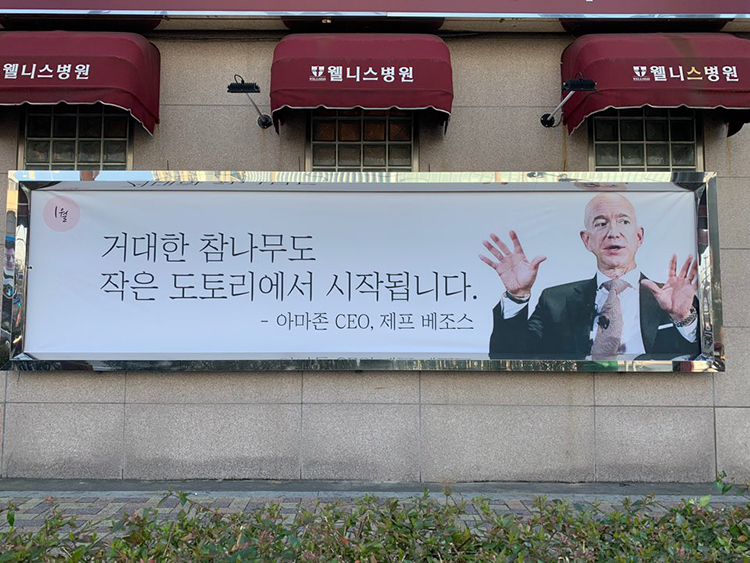 웰니스병원
웰니스병원
웰니스병원
1월
거대한 참나무도
작은 도토리에서 시작됩니다.
- 아마존 CEO, 제프 베조스